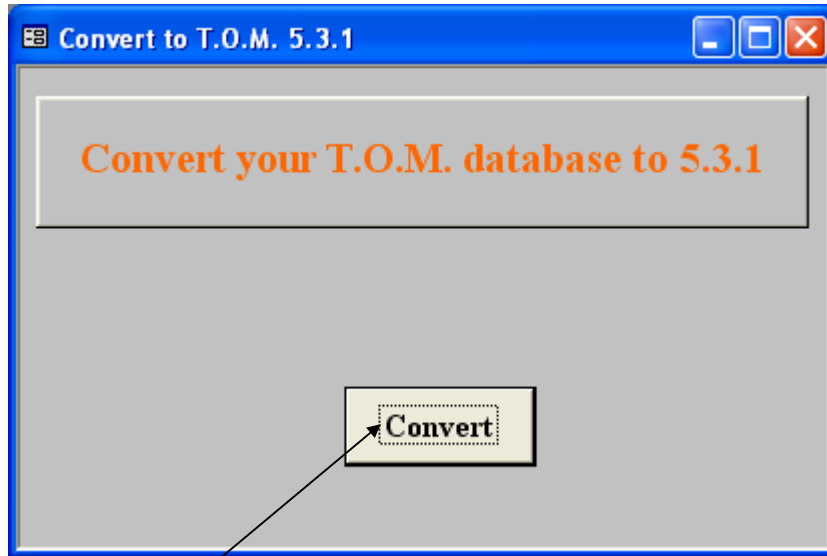 Convert to T.O.M. 5.3.1
Convert your T.O.M. database to 5.3.1
Convert